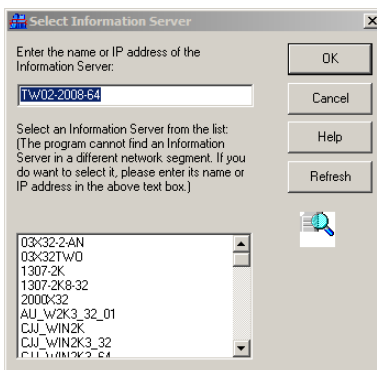 Select Information Server
Enter the name or IP address of the
Information Server:
OK
TW02-2008-64
Cancel
Select an Information Server from the list:
(The program cannot find an Information
Server in a different network segment. If you
do want to select it, please enter its name or
IP address in the above text box.)
Help
Refresh
03X32-2-AN
03X32TWO
1307-2K
1307-2K8-32
2000X32
AU_W2K3_32_01
CJJ_WIN2K
CJJ_WIN2K3_32
CJJ_WIN2K3_64